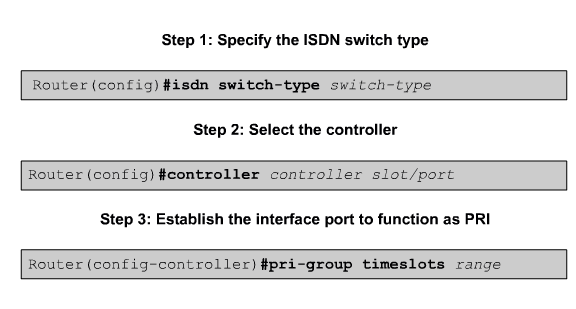 Step 1: Specify the ISDN switch type
Router(config)#isdn switch-type switch-type
Step 2: Select the controller
Router(config)#controller controller slot/port
Step 3: Establish the interface port to function as PRI
Router(config-controller)#pri-group timeslots range